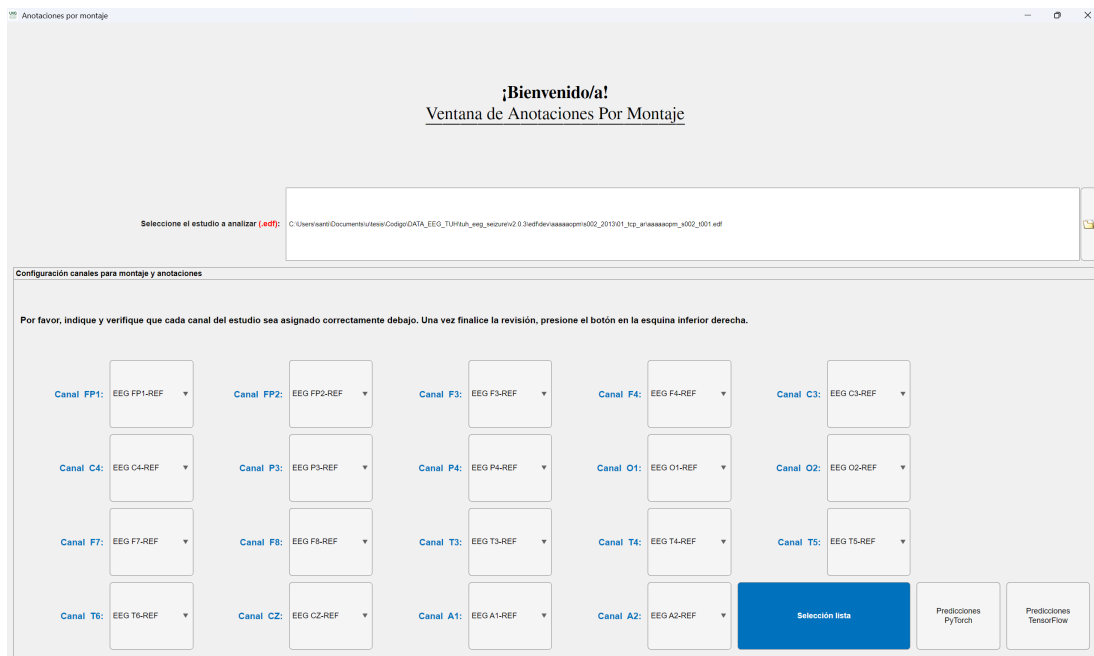 Anotaciones por montaje
¡Bienvenido/a!
Ventana de Anotaciones Por Montaje
Seleccione el estudio a analizar (.edf): C:\Users\santi\Documents\utesis\Codigo\DATA_EEG_TUH\tuh_eeg_seizure\v2.0.3\edf\dev\aaaaaopm\s002_2013\01_tcp_ar\aaaaaopm_s002_t001.edf
Configuración canales para montaje y anotaciones
Por favor, indique y verifique que cada canal del estudio sea asignado correctamente debajo. Una vez finalice la revisión, presione el botón en la esquina inferior derecha.
Canal FP1: EEG FP1-REF Canal FP2: EEG FP2-REF Canal F3: EEG F3-REF Canal F4: EEG F4-REF Canal C3: EEG C3-REF
Canal C4: EEG C4-REF Canal P3: EEG P3-REF Canal P4: EEG P4-REF Canal O1: EEG O1-REF Canal O2: EEG O2-REF
Canal F7: EEG F7-REF Canal F8: EEG F8-REF Canal T3: EEG T3-REF Canal T4: EEG T4-REF Canal T5: EEG T5-REF
Canal T6: EEG T6-REF Canal CZ: EEG CZ-REF Canal A1: EEG A1-REF Canal A2: EEG A2-REF Selección lista
Predicciones
PyTorch
Predicciones
TensorFlow